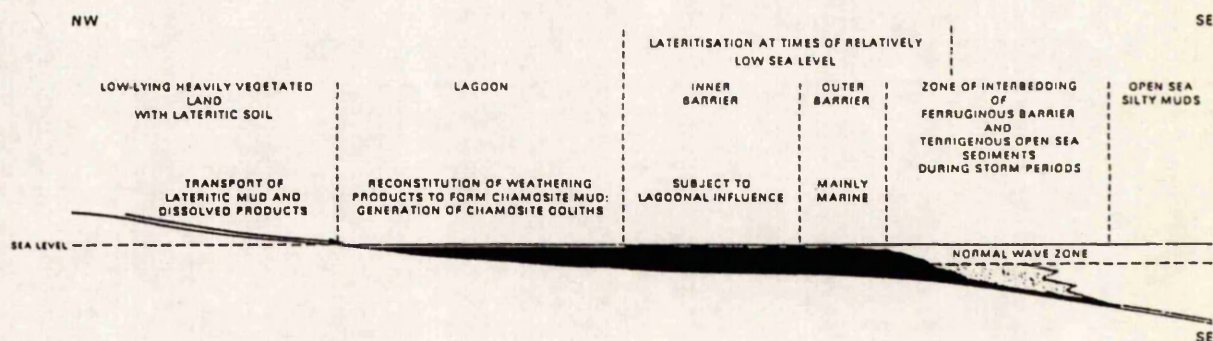 NW
SE
LATERITISATION AT TIMES OF RELATIVELY
LOW SEA LEVEL
LOW-LYING HEAVILY VEGETATED
LAND
WITH LATERITIC SOIL
LAGOON
INNER
BARRIER
OUTER
BARRIER
ZONE OF INTERBEDDING
OF
FERRUGINOUS BARRIER
AND
TERRIGENOUS OPEN SEA
SEDIMENTS
DURING STORM PERIODS
OPEN SEA
SILTY MUDS
TRANSPORT OF
LATERITIC MUD AND
DISSOLVED PRODUCTS
RECONSTITUTION OF WEATHERING
PRODUCTS TO FORM CHAMOSITE MUD:
GENERATION OF CHAMOSITE OOLITHS
SUBJECT TO
LAGOONAL INFLUENCE
MAINLY
MARINE
SEA LEVEL
NORMAL WAVE ZONE
SE